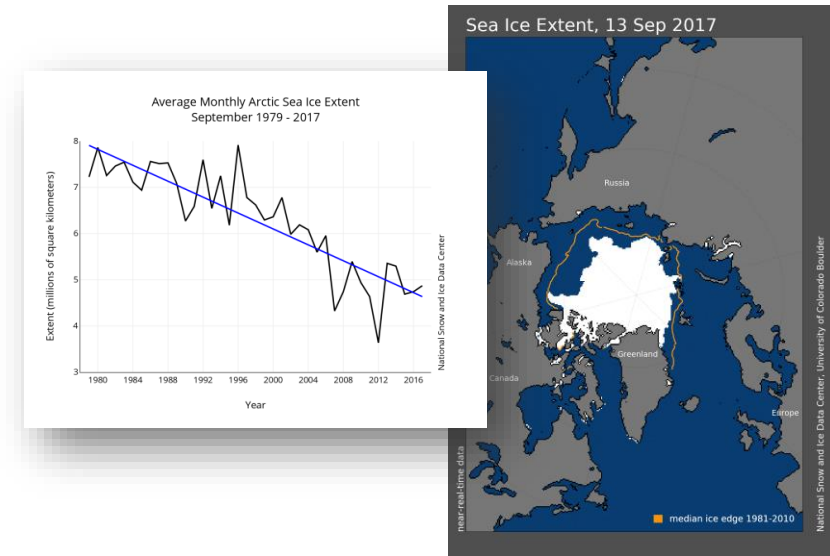 Average Monthly Arctic Sea Ice Extent
September 1979 - 2017
Extent (millions of square kilometers)
8
7
6
5
4
3
1980 1984 1988 1992 1996 2000 2004 2008 2012 2016
Year
National Snow and Ice Data Center
Sea Ice Extent, 13 Sep 2017
Russia
Alaska
Greenland
Canada
Europe
near-real-time data
median ice edge 1981-2010
National Snow and Ice Data Center, University of Colorado Boulder